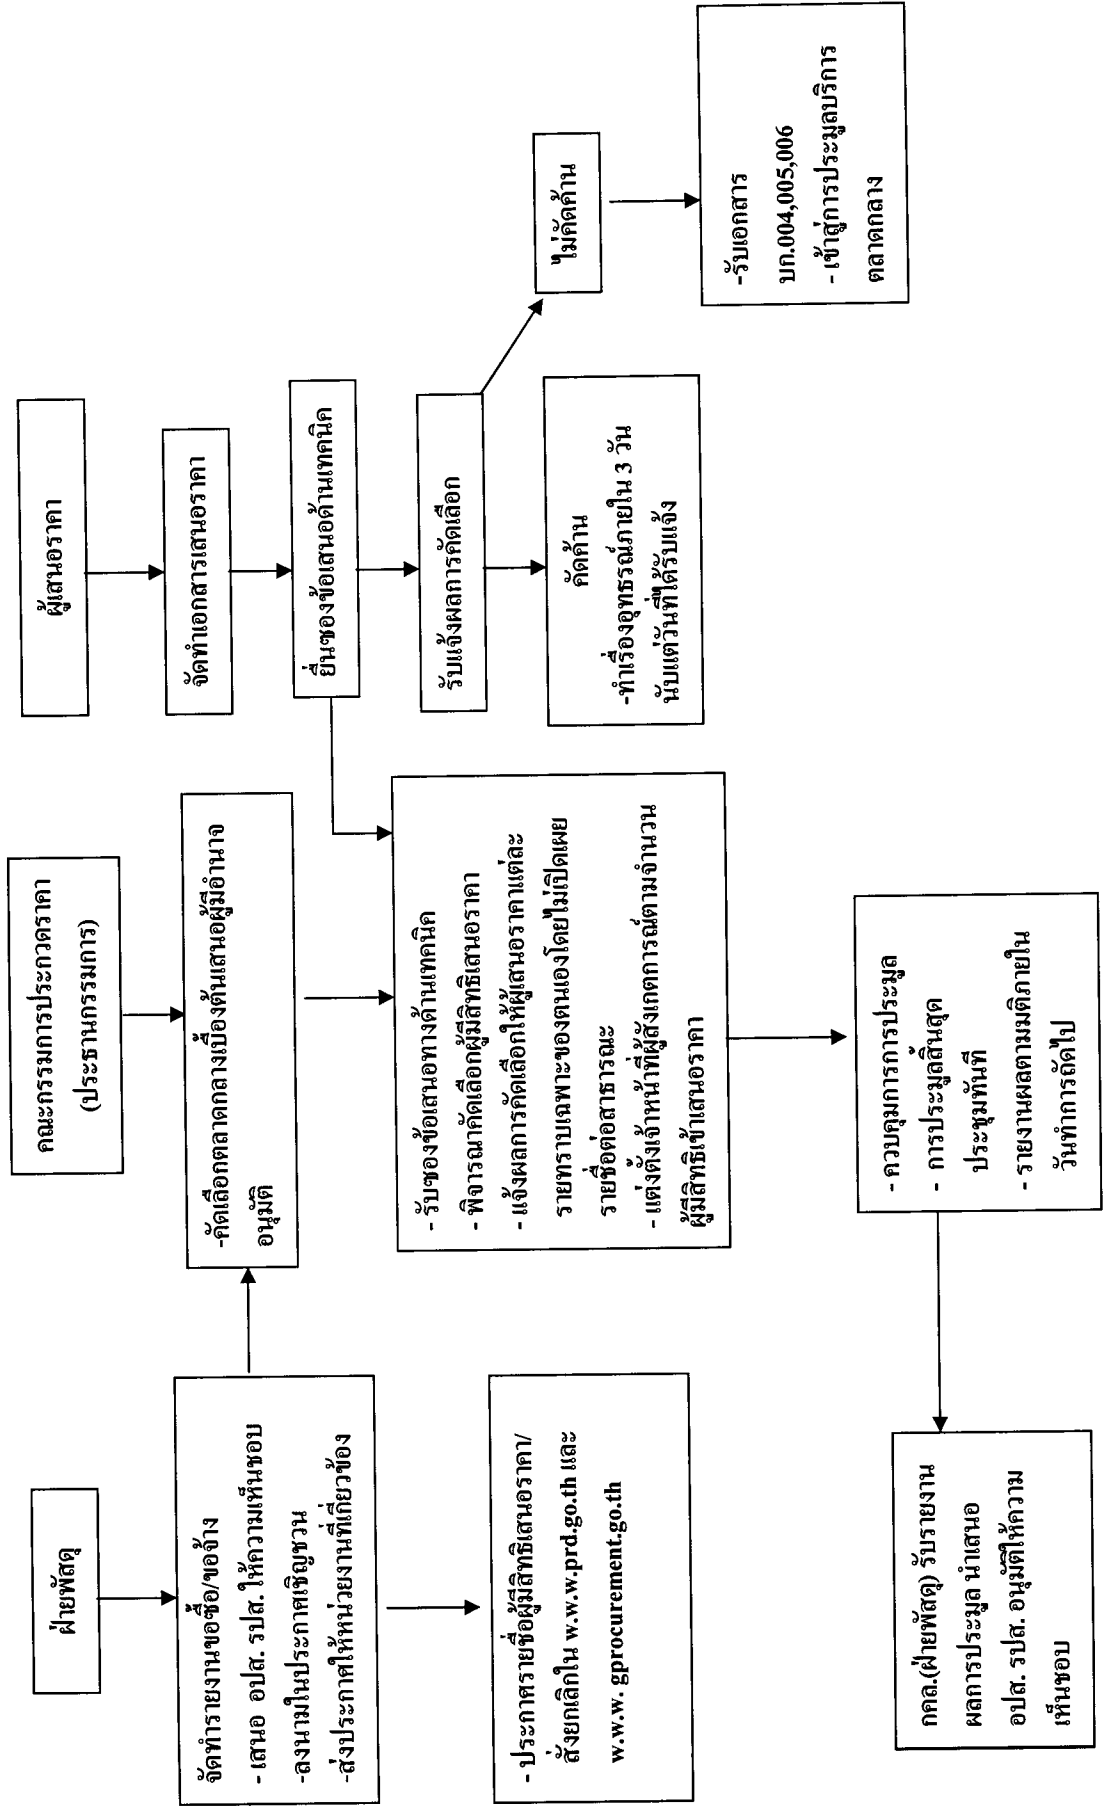 ฝ่ายพัสดุ
จัดทำรายงานขอซื้อ/ขอจ้าง
- เสนอ อปส. รปส. ให้ความเห็นชอบ
-ลงนามในประกาศเชิญชวน
-ส่งประกาศให้หน่วยงานที่เกี่ยวข้อง
- ประกาศรายชื่อผู้มีสิทธิเสนอราคา/
สั่งยกเลิกใน w.w.w.prd.go.th และ
w.w.w. gprocurement.go.th
กคล.(ฝ่ายพัสดุ) รับรายงาน
ผลการประมูล นำเสนอ
อปส. รปส. อนุมัติให้ความ
เห็นชอบ
คณะกรรมการประกวดราคา
(ประธานกรรมการ)
-คัดเลือกตลาดกลางเบื้องต้นเสนอผู้มีอำนาจ
อนุมัติ
- รับซองข้อเสนอทางด้านเทคนิค
- พิจารณาคัดเลือกผู้มีสิทธิเสนอราคา
- แจ้งผลการคัดเลือกให้ผู้เสนอราคาแต่ละ
รายทราบเฉพาะของตนเองโดยไม่เปิดเผย
รายชื่อต่อสาธารณะ
- แต่งตั้งเจ้าหน้าที่ผู้สังเกตการณ์ตามจำนวน
ผู้มีสิทธิเข้าเสนอราคา
- ควบคุมการการประมูล
- การประมูลสิ้นสุด
ประชุมทันที
- รายงานผลตามมติภายใน
วันทำการถัดไป
ผู้เสนอราคา
จัดทำเอกสารเสนอราคา
ยื่นซองข้อเสนอด้านเทคนิค
รับแจ้งผลการคัดเลือก
คัดค้าน
-ทำเรื่องอุทธรณ์ภายใน 3 วัน
นับแต่วันที่ได้รับแจ้ง
ไม่คัดค้าน
-รับเอกสาร
บก.004,005,006
- เข้าสู่การประมูลบริการ
ตลาดกลาง